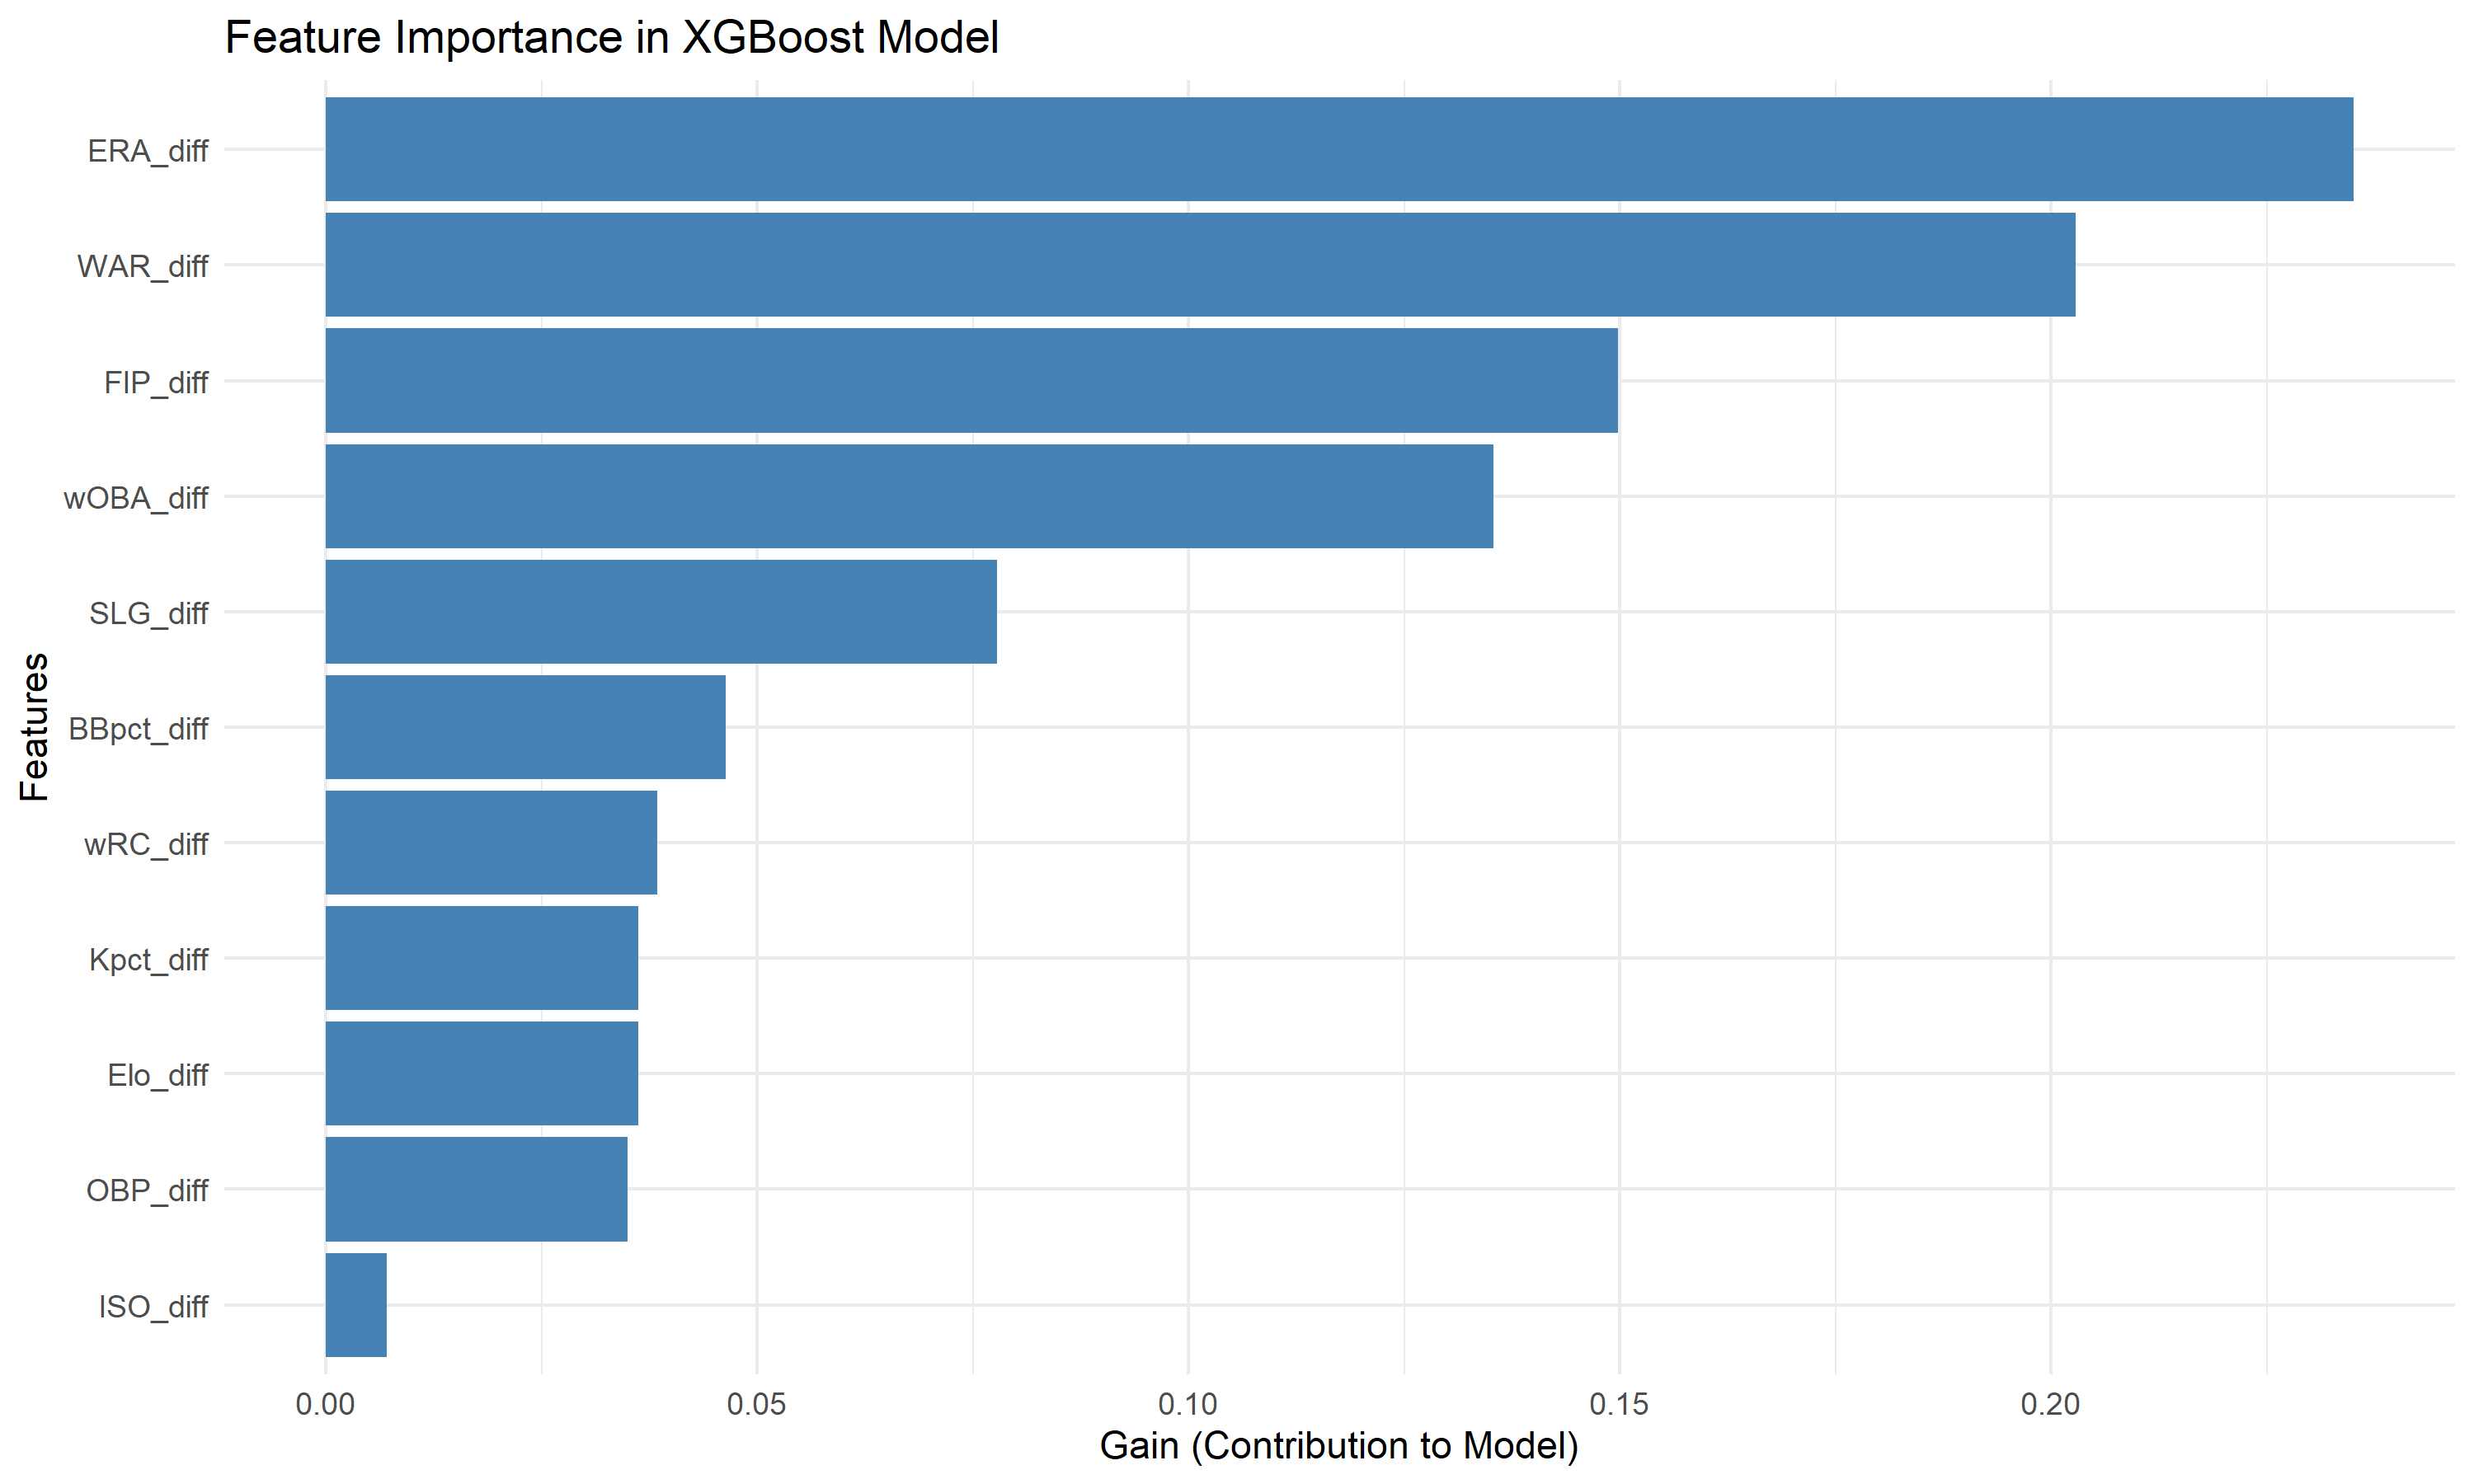 Feature Importance in XGBoost Model
ERA_diff
WAR_diff
FIP_diff
wOBA_diff
SLG_diff
BBpct_diff
wRC_diff
Kpct_diff
Elo_diff
OBP_diff
ISO_diff
Features
0.00 0.05 0.10 0.15 0.20
Gain (Contribution to Model)